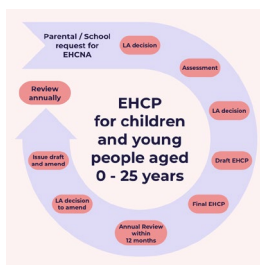 Parental / School
request for
EHCNA
LA decision
Assessment
LA decision
Draft EHCP
Final EHCP
Annual Review
within
12 months
LA decision
to amend
Issue draft
and amend
Review
annually
EHCP
for children
and young
people aged
0 - 25 years